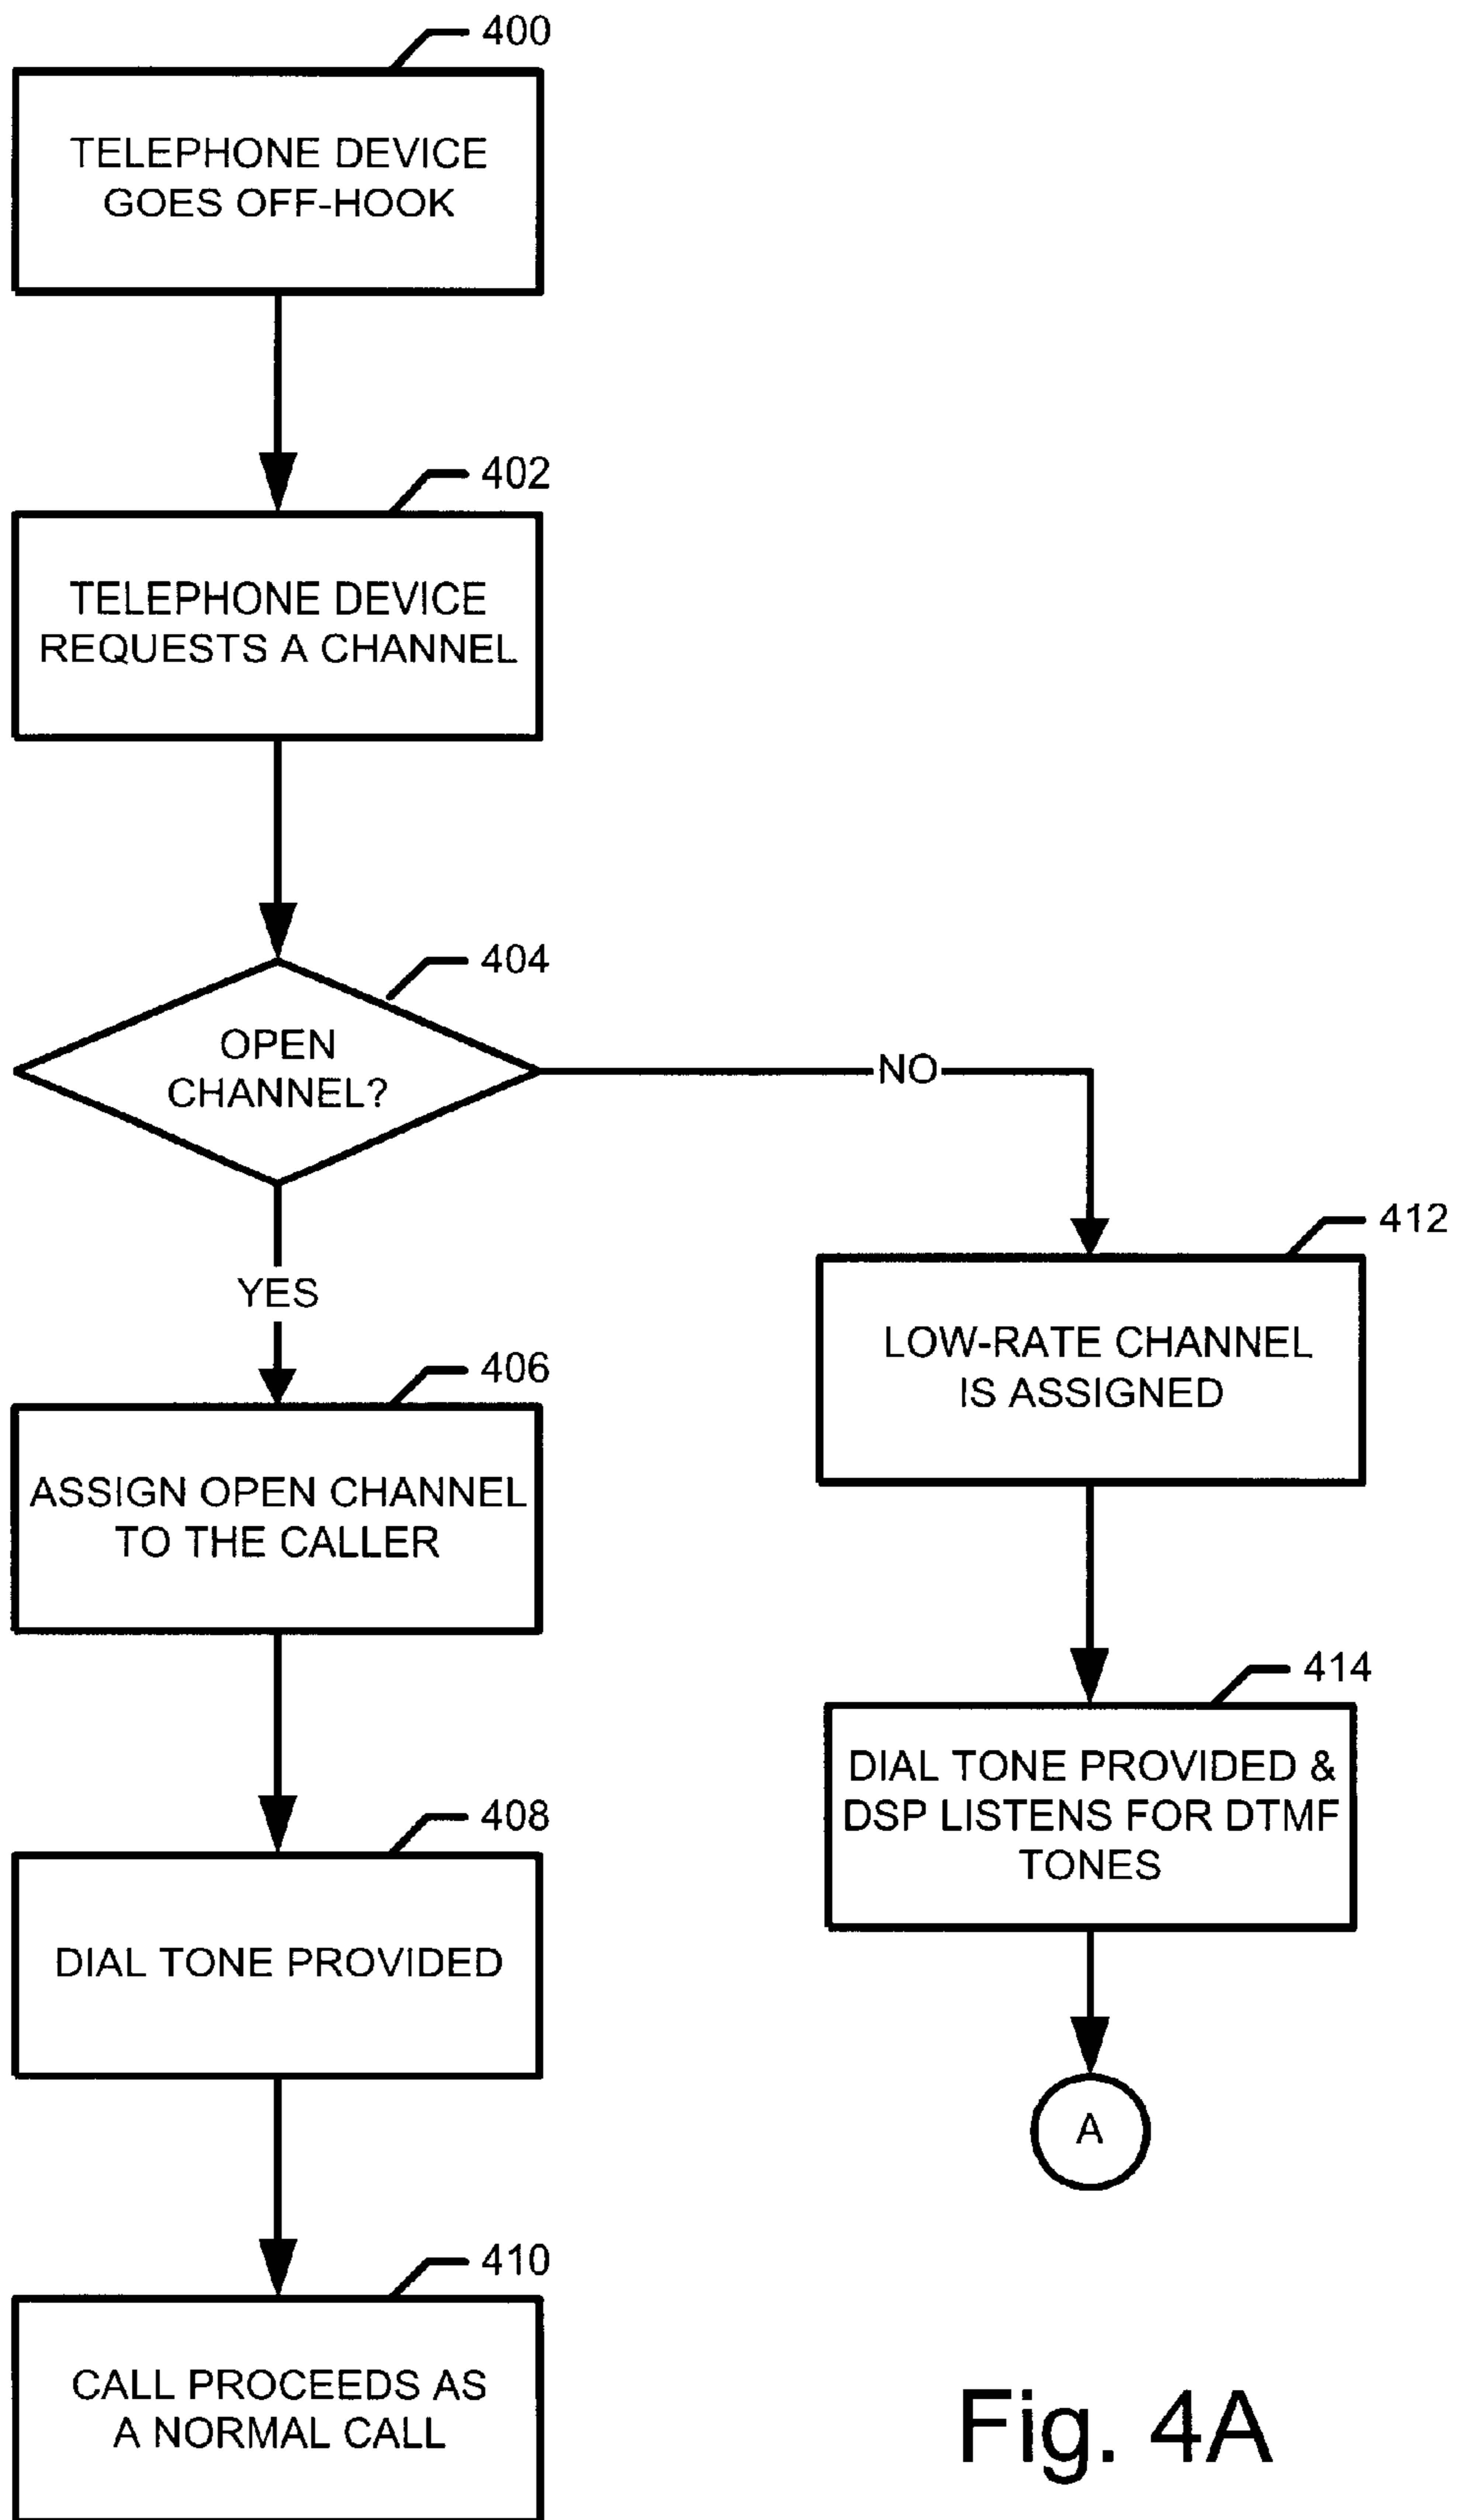 400
TELEPHONE DEVICE
GOES OFF-HOOK
402
TELEPHONE DEVICE
REQUESTS A CHANNEL
404
OPEN
CHANNEL?
NO
YES
406
ASSIGN OPEN CHANNEL
TO THE CALLER
408
DIAL TONE PROVIDED
410
CALL PROCEEDS AS
A NORMAL CALL
412
LOW-RATE CHANNEL
IS ASSIGNED
414
DIAL TONE PROVIDED &
DSP LISTENS FOR DTMF
TONES
A
Fig. 4A